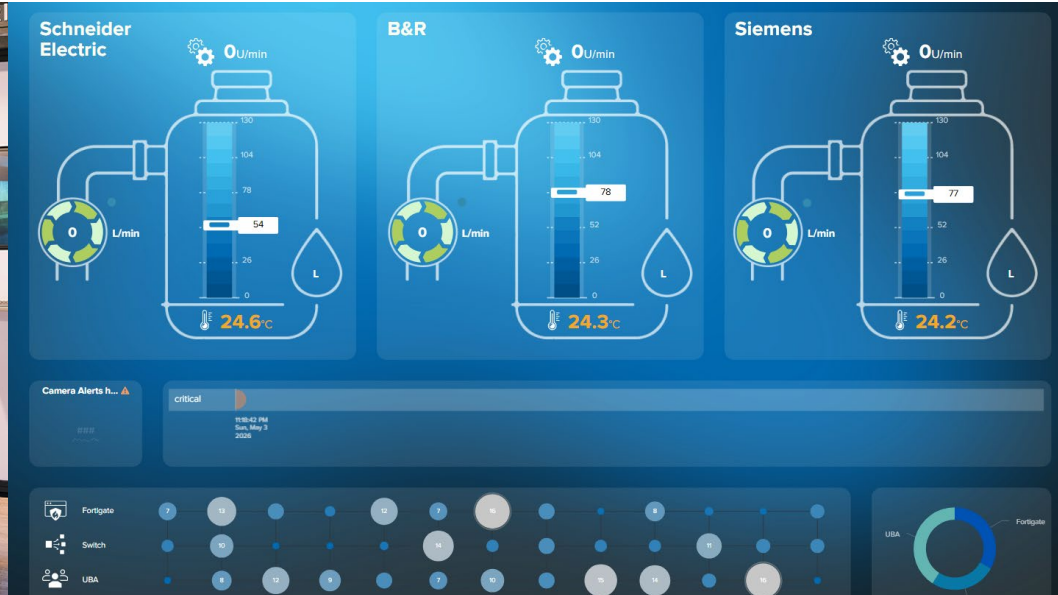 Schneider
Electric
0U/min
130
104
78
54
26
0
0
L/min
L
24.6°C
B&R
0U/min
130
104
78
52
26
0
0
L/min
L
24.3°C
Siemens
0U/min
130
104
77
52
26
0
0
L/min
L
24.2°C
Camera Alerts h...
critical
11:18:42 PM
Sun, May 3
2026
Fortigate
7
13
12
7
16
8
Switch
10
14
11
UBA
8
12
9
7
10
15
14
15
UBA
Fortigate